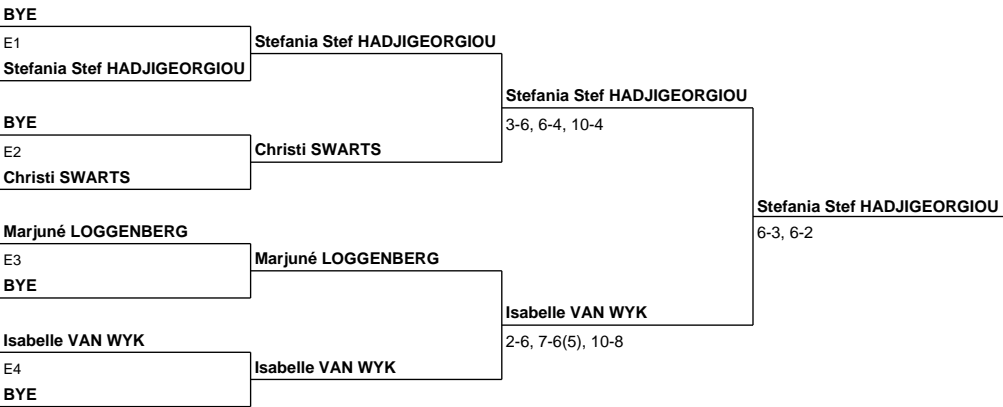 BYE
E1
Stefania Stef HADJIGEORGIOU
BYE
E2
Christi SWARTS
Marjuné LOGGENBERG
E3
BYE
Isabelle VAN WYK
E4
BYE
Stefania Stef HADJIGEORGIOU
Christi SWARTS
Marjuné LOGGENBERG
Isabelle VAN WYK
Stefania Stef HADJIGEORGIOU
3-6, 6-4, 10-4
Isabelle VAN WYK
2-6, 7-6(5), 10-8
Stefania Stef HADJIGEORGIOU
6-3, 6-2